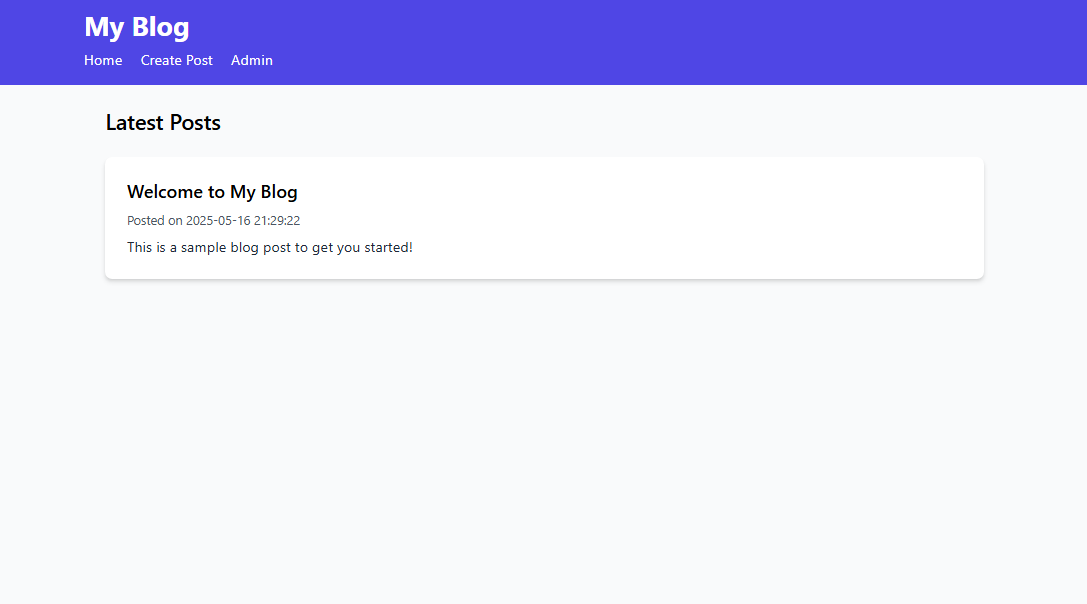 My Blog
Home Create Post Admin
Latest Posts
Welcome to My Blog
Posted on 2025-05-16 21:29:22
This is a sample blog post to get you started!